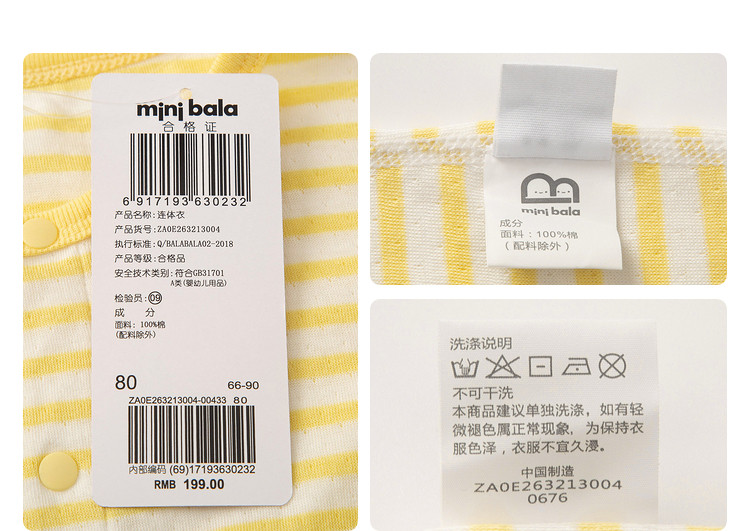 mini bala
合格证
6 917193 630232
产品名称: 连体衣
产品货号: ZA0E263213004
执行标准: Q/BALABALA02-2018
产品等级: 合格品
安全技术类别: 符合GB31701
A类(婴幼儿用品)
检验员: 09
成 分
面料: 100%棉
(配料除外)
80 66-90
ZA0E263213004-00433 80
内部编码 (69)17193630232
RMB 199.00
mini bala
成分
面料: 100%棉
(配料除外)
洗涤说明
不可干洗
本商品建议单独洗涤, 如有轻
微褪色属正常现象, 为保持衣
服色泽, 衣服不宜久浸。
中国制造
ZA0E263213004
0676